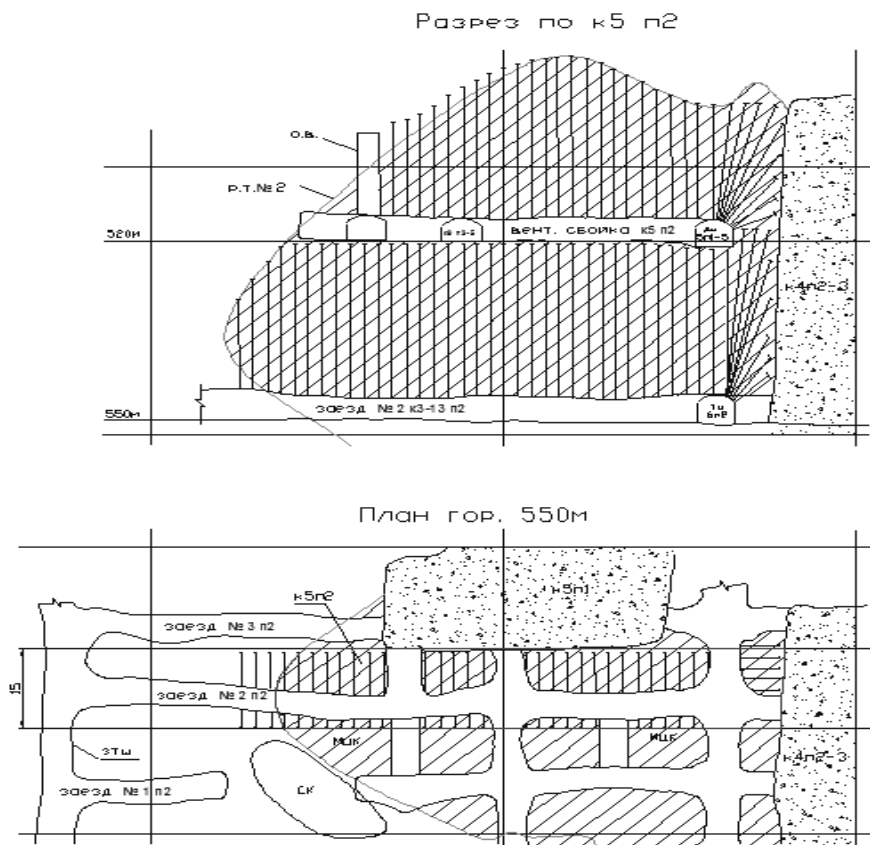 Разрез по к5 п2
о.в.
р.т.№2
520м
вент. сбойка к5 п2
к4п2-3
заезд №2 к3-13 п2
550м
План гор. 550м
к5п1
к5п2
заезд №3 п2
15
заезд №2 п2
МЦК
МЦК
3тш
заезд №1 п2
СК
к4п2-3